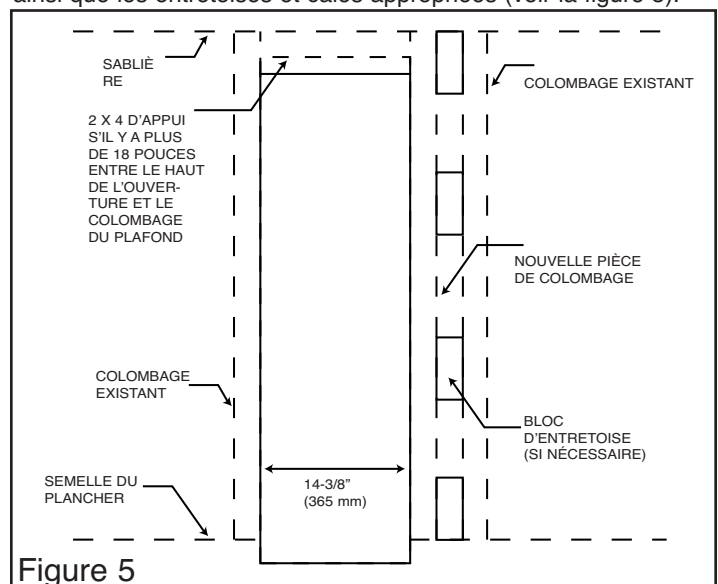 ainsi que les entretoises et cales appropriées (voir la figure 5).
SABLIÈ
RE
COLOMBAGE EXISTANT
2 X 4 D'APPUI
S'IL Y A PLUS
DE 18 POUCES
ENTRE LE HAUT
DE L'OUVER-
TURE ET LE
COLOMBAGE
DU PLAFOND
NOUVELLE PIÈCE
DE COLOMBAGE
COLOMBAGE
EXISTANT
BLOC
D'ENTRETOISE
(SI NÉCESSAIRE)
SEMELLE DU
PLANCHER
14-3/8"
(365 mm)
Figure 5